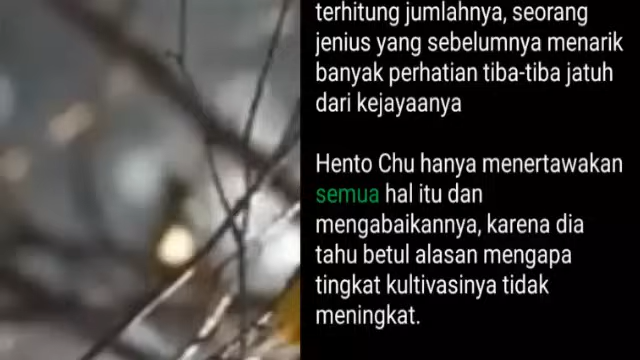 terhitung jumlahnya, seorang
jenius yang sebelumnya menarik
banyak perhatian tiba-tiba jatuh
dari kejayaanya
Hento Chu hanya menertawakan
semua hal itu dan
mengabaikannya, karena dia
tahu betul alasan mengapa
tingkat kultivasinya tidak
meningkat.